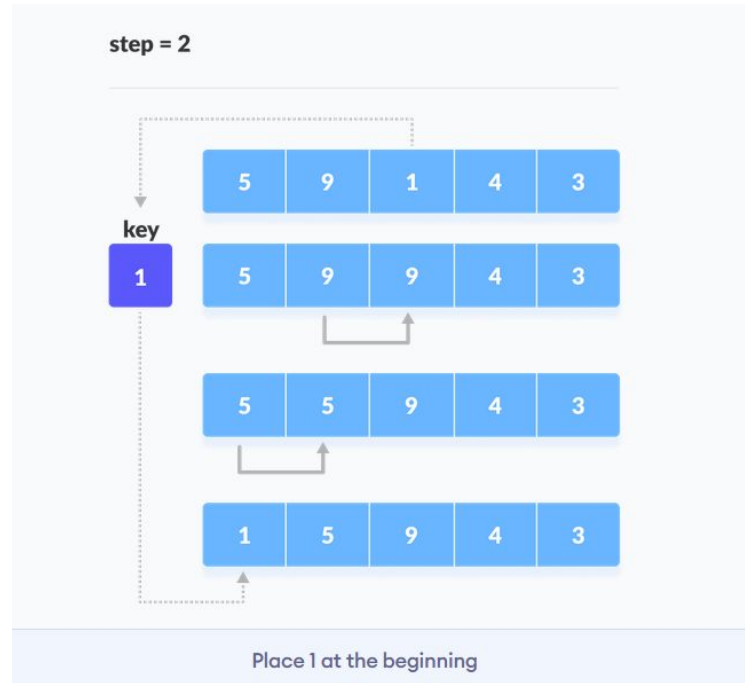 step = 2
5 9 1 4 3
key
1 5 9 9 4 3
5 5 9 4 3
1 5 9 4 3
Place 1 at the beginning